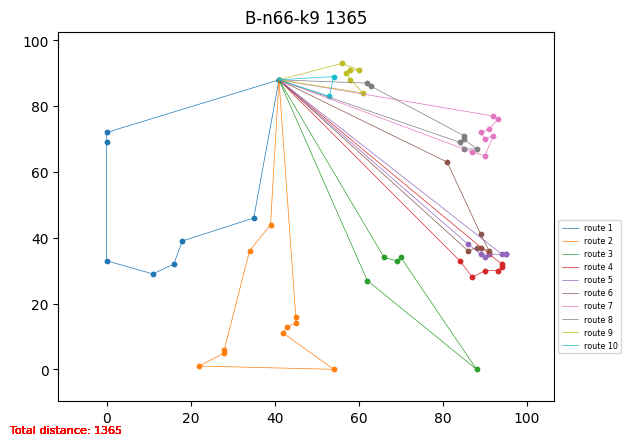 B-n66-k9 1365
100
80
60
40
20
0
0 20 40 60 80 100
route 1
route 2
route 3
route 4
route 5
route 6
route 7
route 8
route 9
route 10
Total distance: 1365